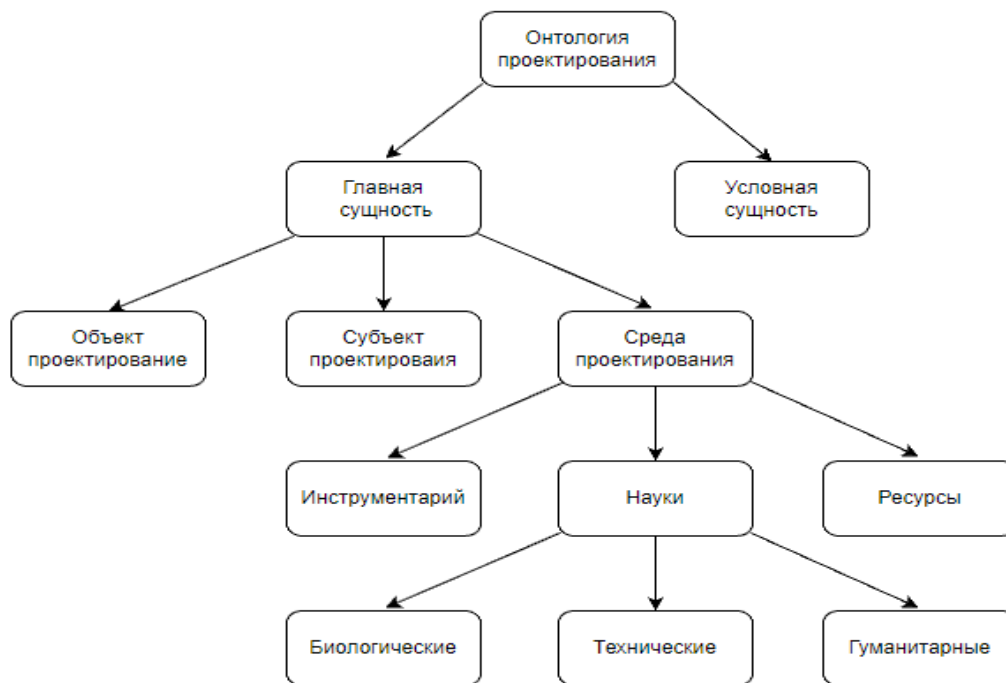 Онтология
проектирования
Главная
сущность
Условная
сущность
Объект
проектирование
Субъект
проектироваия
Среда
проектирования
Инструментарий
Науки
Ресурсы
Биологические
Технические
Гуманитарные